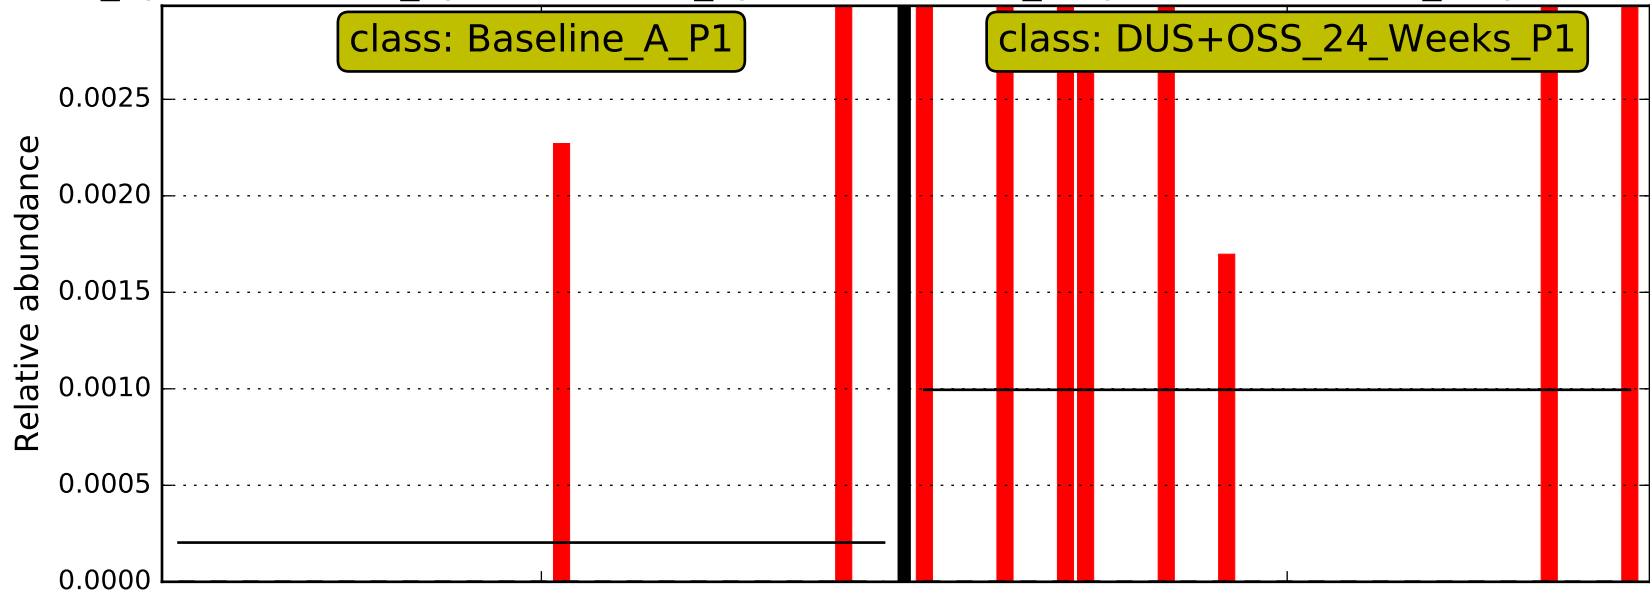 class: Baseline_A_P1
class: DUS+OSS_24_Weeks_P1
Relative abundance
0.0025
0.0020
0.0015
0.0010
0.0005
0.0000